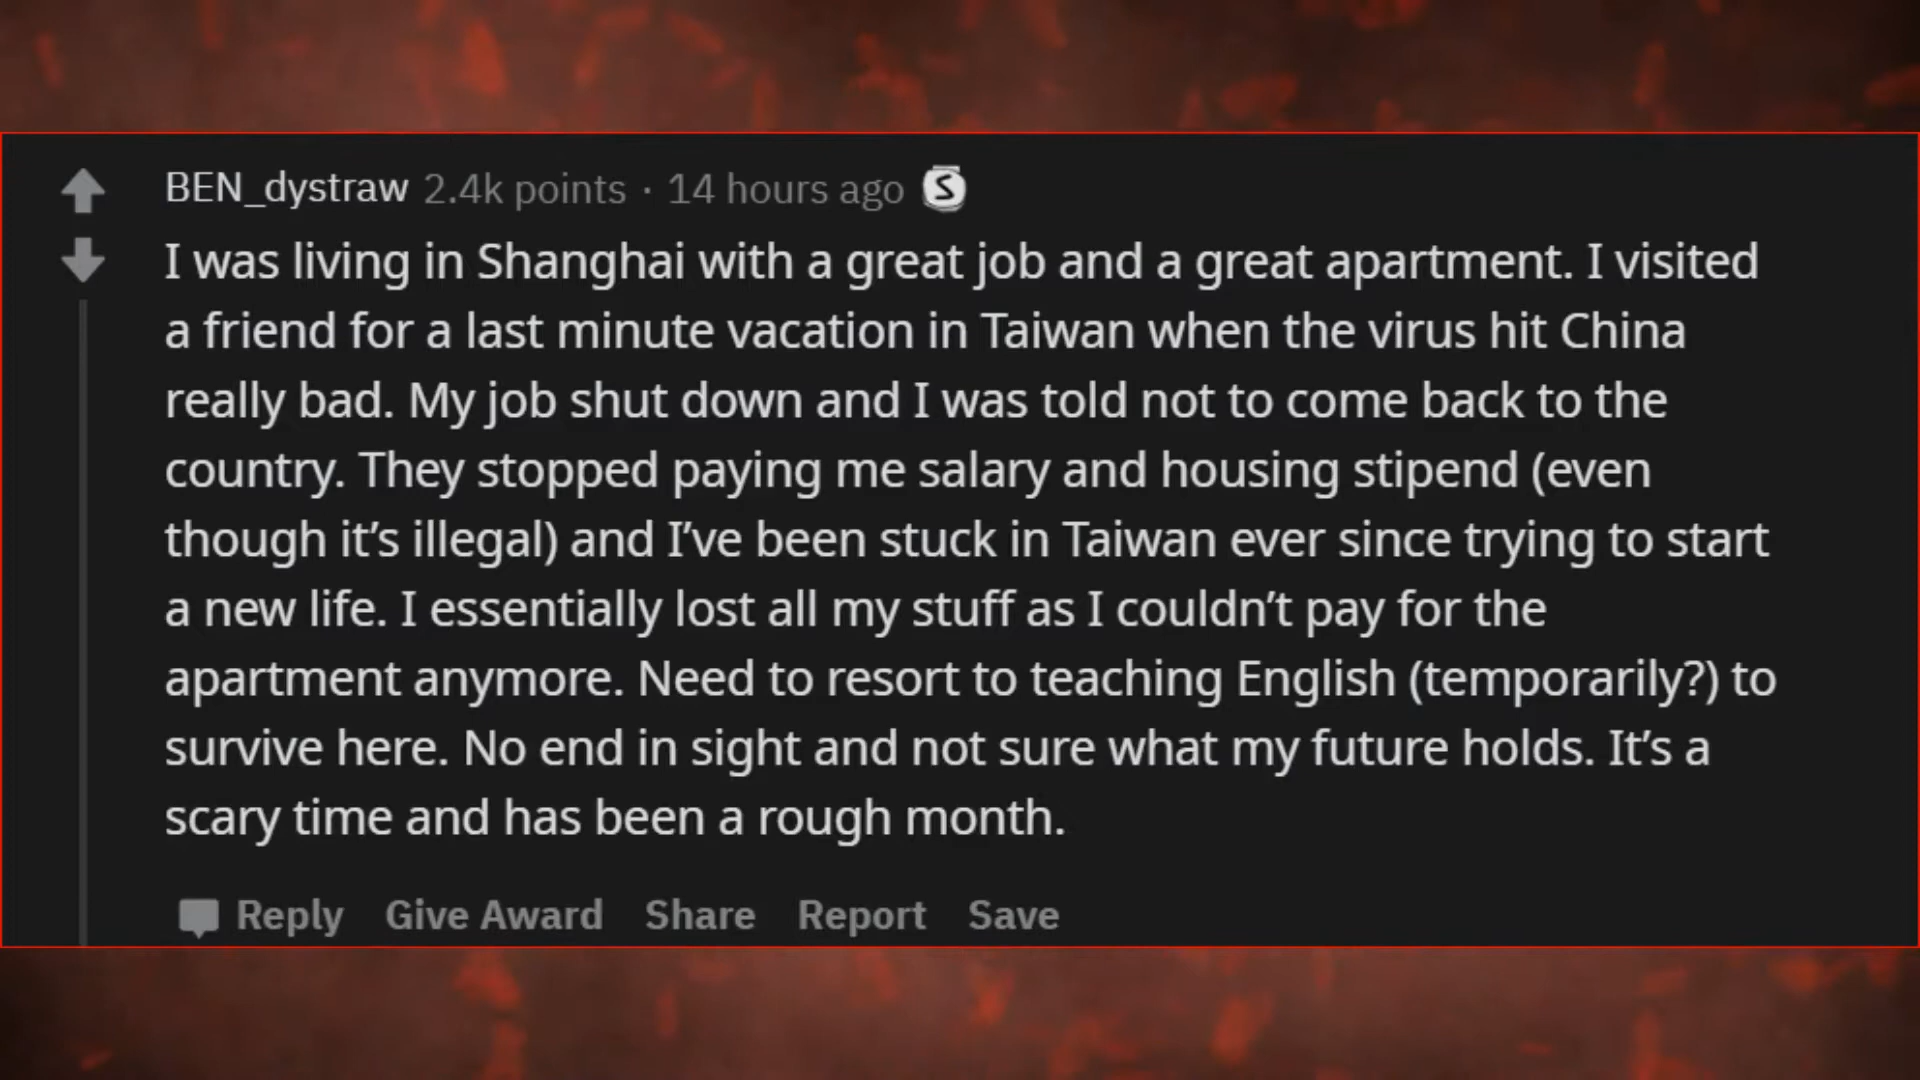 BEN_dystraw 2.4k points · 14 hours ago S
I was living in Shanghai with a great job and a great apartment. I visited
a friend for a last minute vacation in Taiwan when the virus hit China
really bad. My job shut down and I was told not to come back to the
country. They stopped paying me salary and housing stipend (even
though it’s illegal) and I’ve been stuck in Taiwan ever since trying to start
a new life. I essentially lost all my stuff as I couldn’t pay for the
apartment anymore. Need to resort to teaching English (temporarily?) to
survive here. No end in sight and not sure what my future holds. It’s a
scary time and has been a rough month.
Reply Give Award Share Report Save